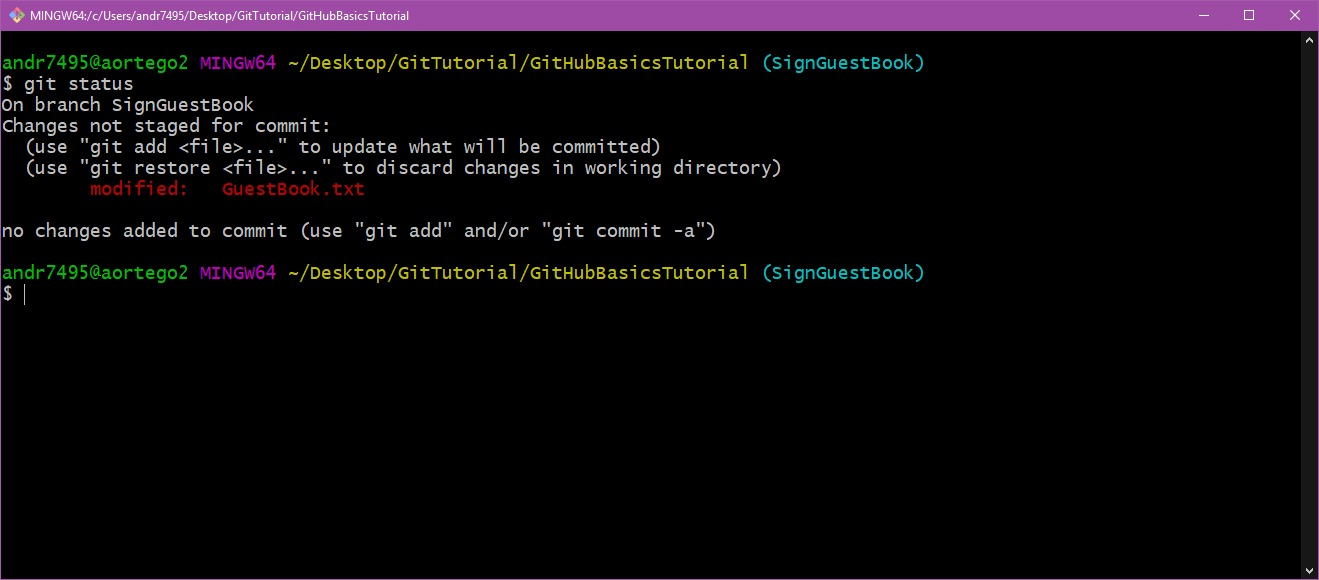 MINGW64:/c/Users/andr7495/Desktop/GitTutorial/GitHubBasicsTutorial
andr7495@aortego2 MINGW64 ~/Desktop/GitTutorial/GitHubBasicsTutorial (SignGuestBook)
$ git status
On branch SignGuestBook
Changes not staged for commit:
  (use "git add <file>..." to update what will be committed)
  (use "git restore <file>..." to discard changes in working directory)
        modified:   GuestBook.txt
no changes added to commit (use "git add" and/or "git commit -a")
andr7495@aortego2 MINGW64 ~/Desktop/GitTutorial/GitHubBasicsTutorial (SignGuestBook)
$